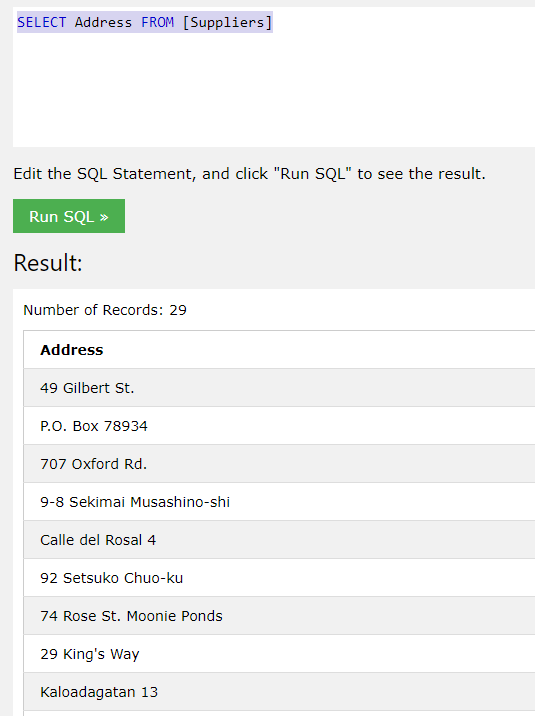 SELECT Address FROM [Suppliers]
Edit the SQL Statement, and click "Run SQL" to see the result.
Run SQL »
Result:
Number of Records: 29
Address
49 Gilbert St.
P.O. Box 78934
707 Oxford Rd.
9-8 Sekimai Musashino-shi
Calle del Rosal 4
92 Setsuko Chuo-ku
74 Rose St. Moonie Ponds
29 King's Way
Kaloadagatan 13